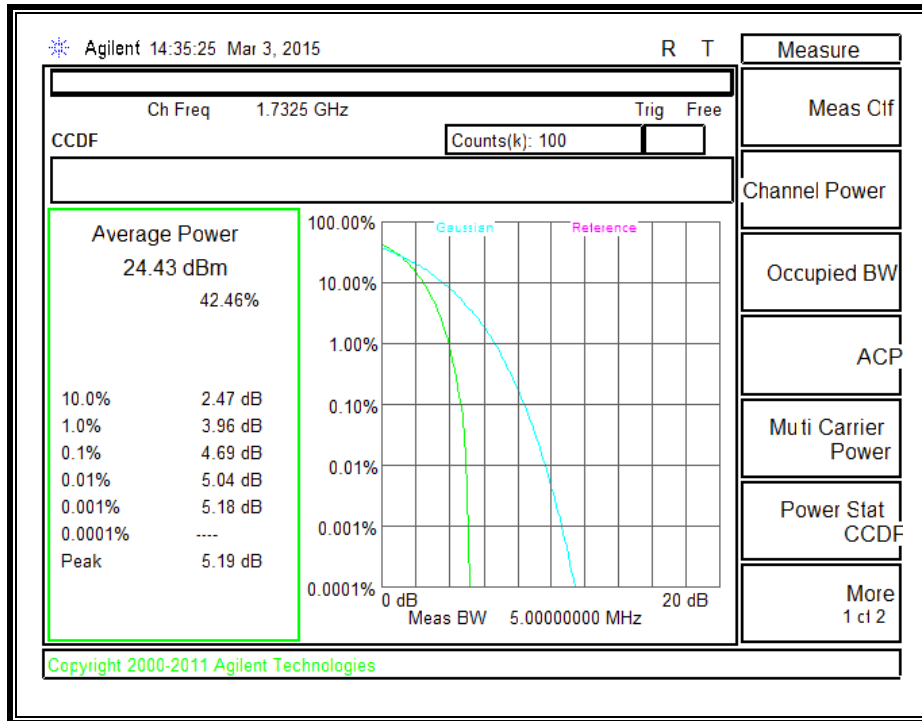 Agilent 14:35:25 Mar 3, 2015 R T
Ch Freq 1.7325 GHz Trig Free
CCDF Counts(k): 100
Average Power
24.43 dBm
42.46%
10.0% 2.47 dB
1.0% 3.96 dB
0.1% 4.69 dB
0.01% 5.04 dB
0.001% 5.18 dB
0.0001% ----
Peak 5.19 dB
Gaussian Reference
100.00%
10.00%
1.00%
0.10%
0.01%
0.001%
0.0001%
0 dB 20 dB
Meas BW 5.00000000 MHz
Measure
Meas Off
Channel Power
Occupied BW
ACP
Multi Carrier
Power
Power Stat
CCDF
More
1 of 2
Copyright 2000-2011 Agilent Technologies